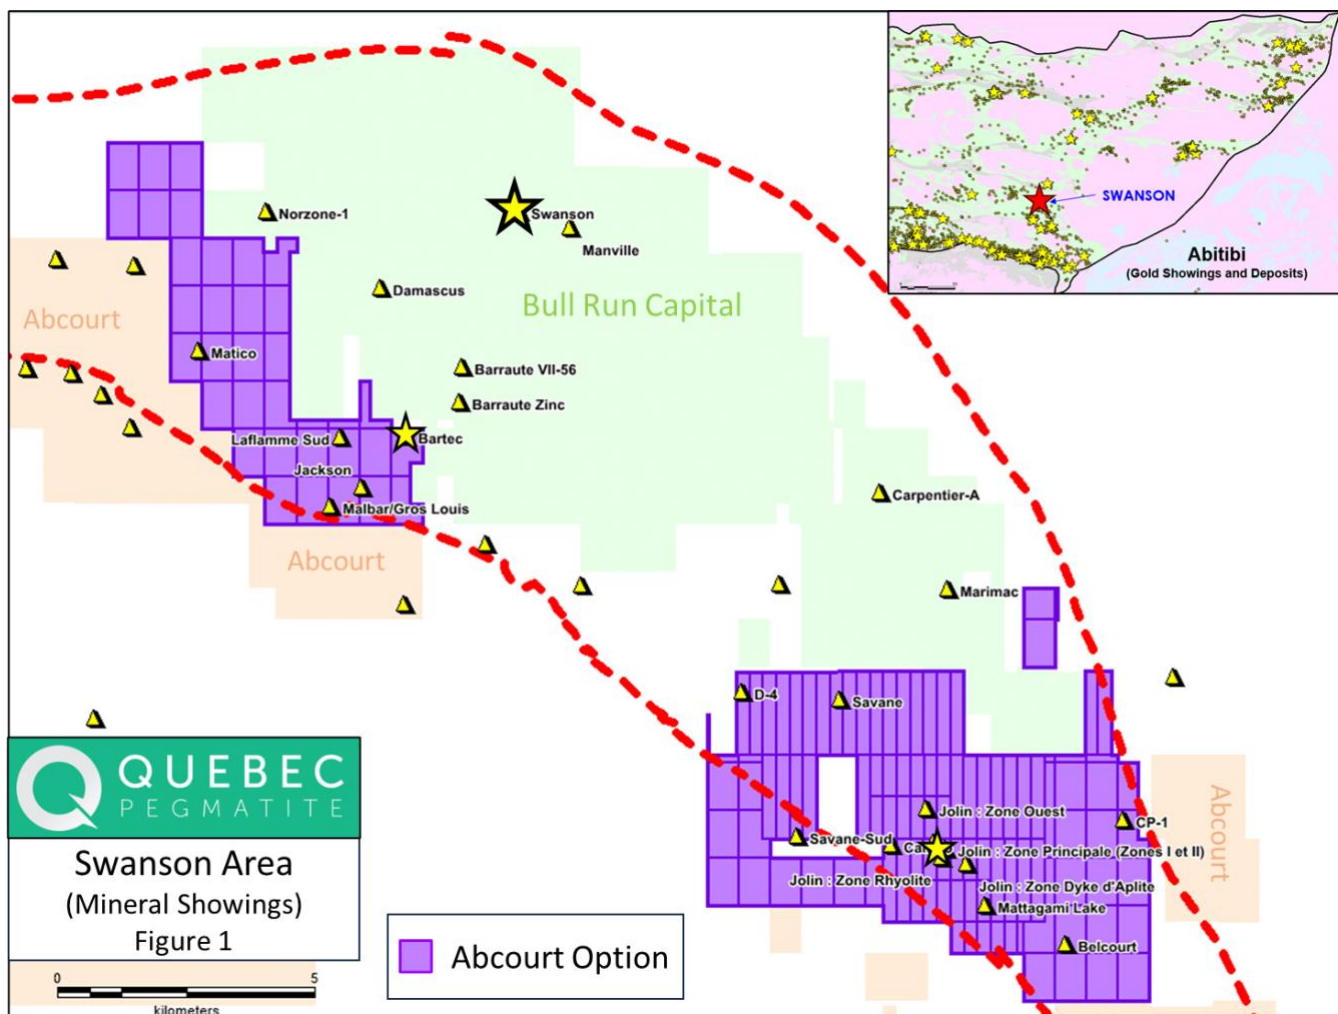 SWANSON
Abitibi
(Gold Showings and Deposits)
Norzone-1
Swanson
Manville
Damascus
Bull Run Capital
Abcourt
Matico
Barraute VII-56
Barraute Zinc
Laflamme Sud
Bartec
Jackson
Malbar/Gros Louis
Carpentier-A
Abcourt
Marimac
D-4
Savane
QUEBEC
PEGMATITE
Abcourt
Jolin : Zone Ouest
CP-1
Savane-Sud
Jolin : Zone Principale (Zones I et II)
Jolin : Zone Rhyolite
Jolin : Zone Dyke d'Aplite
Mattagami Lake
Belcourt
Swanson Area
(Mineral Showings)
Figure 1
Abcourt Option
0 5
kilometers